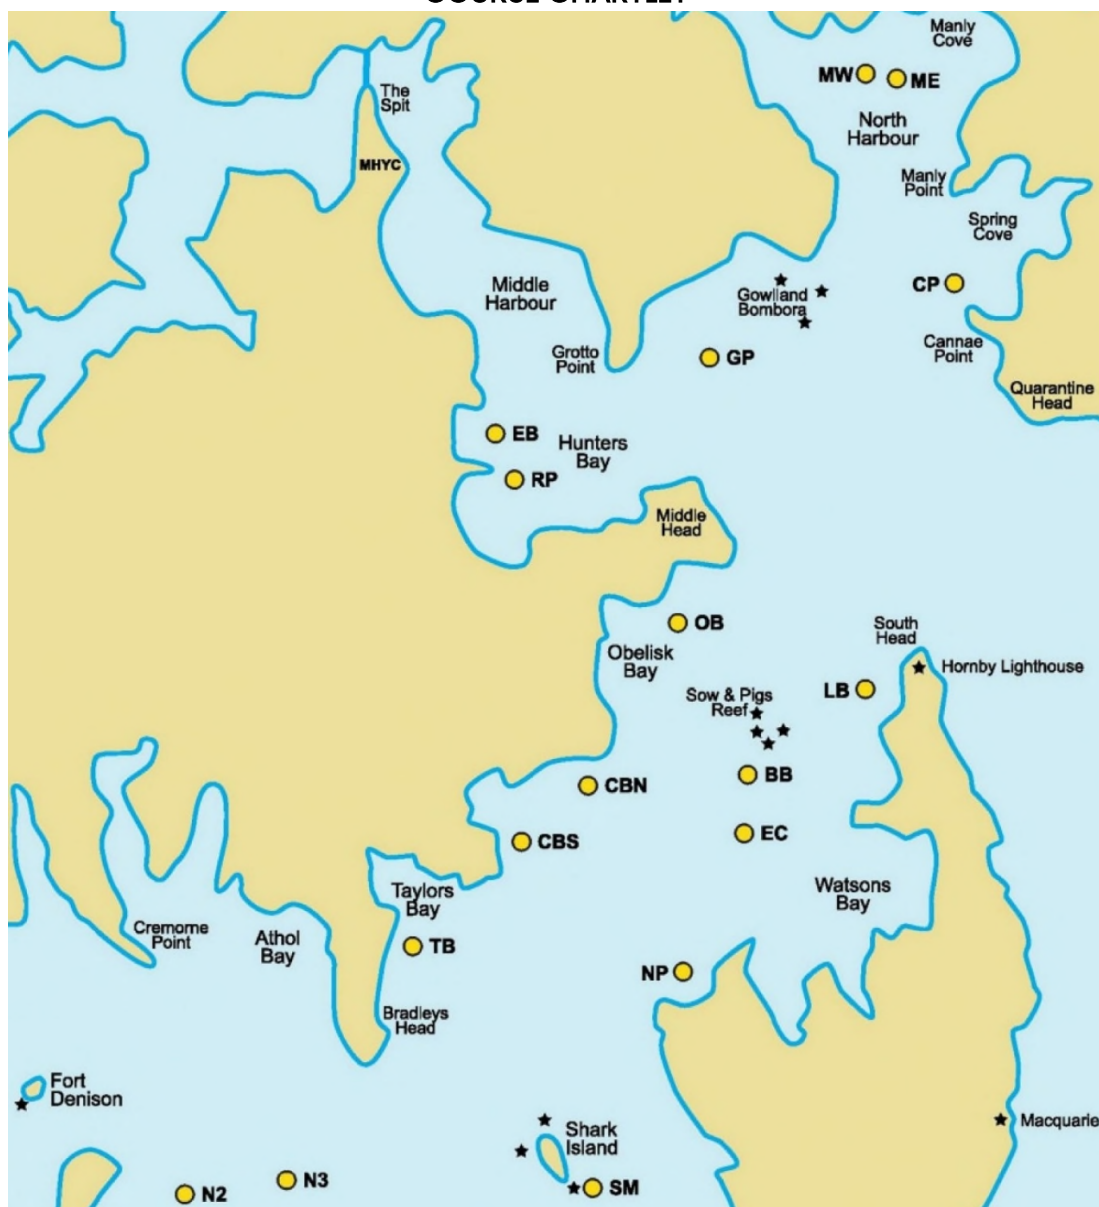 COURSE CHARTLET
Manly
Cove
MW
ME
The
Spit
North
Harbour
MHYC
Manly
Point
Spring
Cove
Middle
Harbour
CP
Gowlland
Bombora
Grotto
Point
GP
Cannae
Point
Quarantine
Head
EB
Hunters
Bay
RP
Middle
Head
OB
South
Head
Obelisk
Bay
Hornby Lighthouse
Sow & Pigs
Reef
LB
BB
CBN
EC
CBS
Taylors
Bay
Watsons
Bay
Cremorne
Point
Athol
Bay
TB
NP
Bradleys
Head
Fort
Denison
Shark
Island
Macquarie
N3
N2
SM